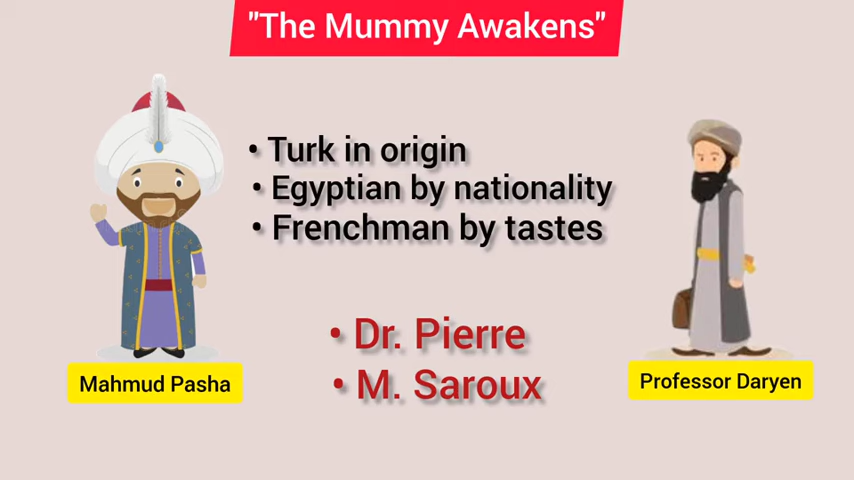 "The Mummy Awakens"
• Turk in origin
• Egyptian by nationality
• Frenchman by tastes
• Dr. Pierre
• M. Saroux
Mahmud Pasha
Professor Daryen